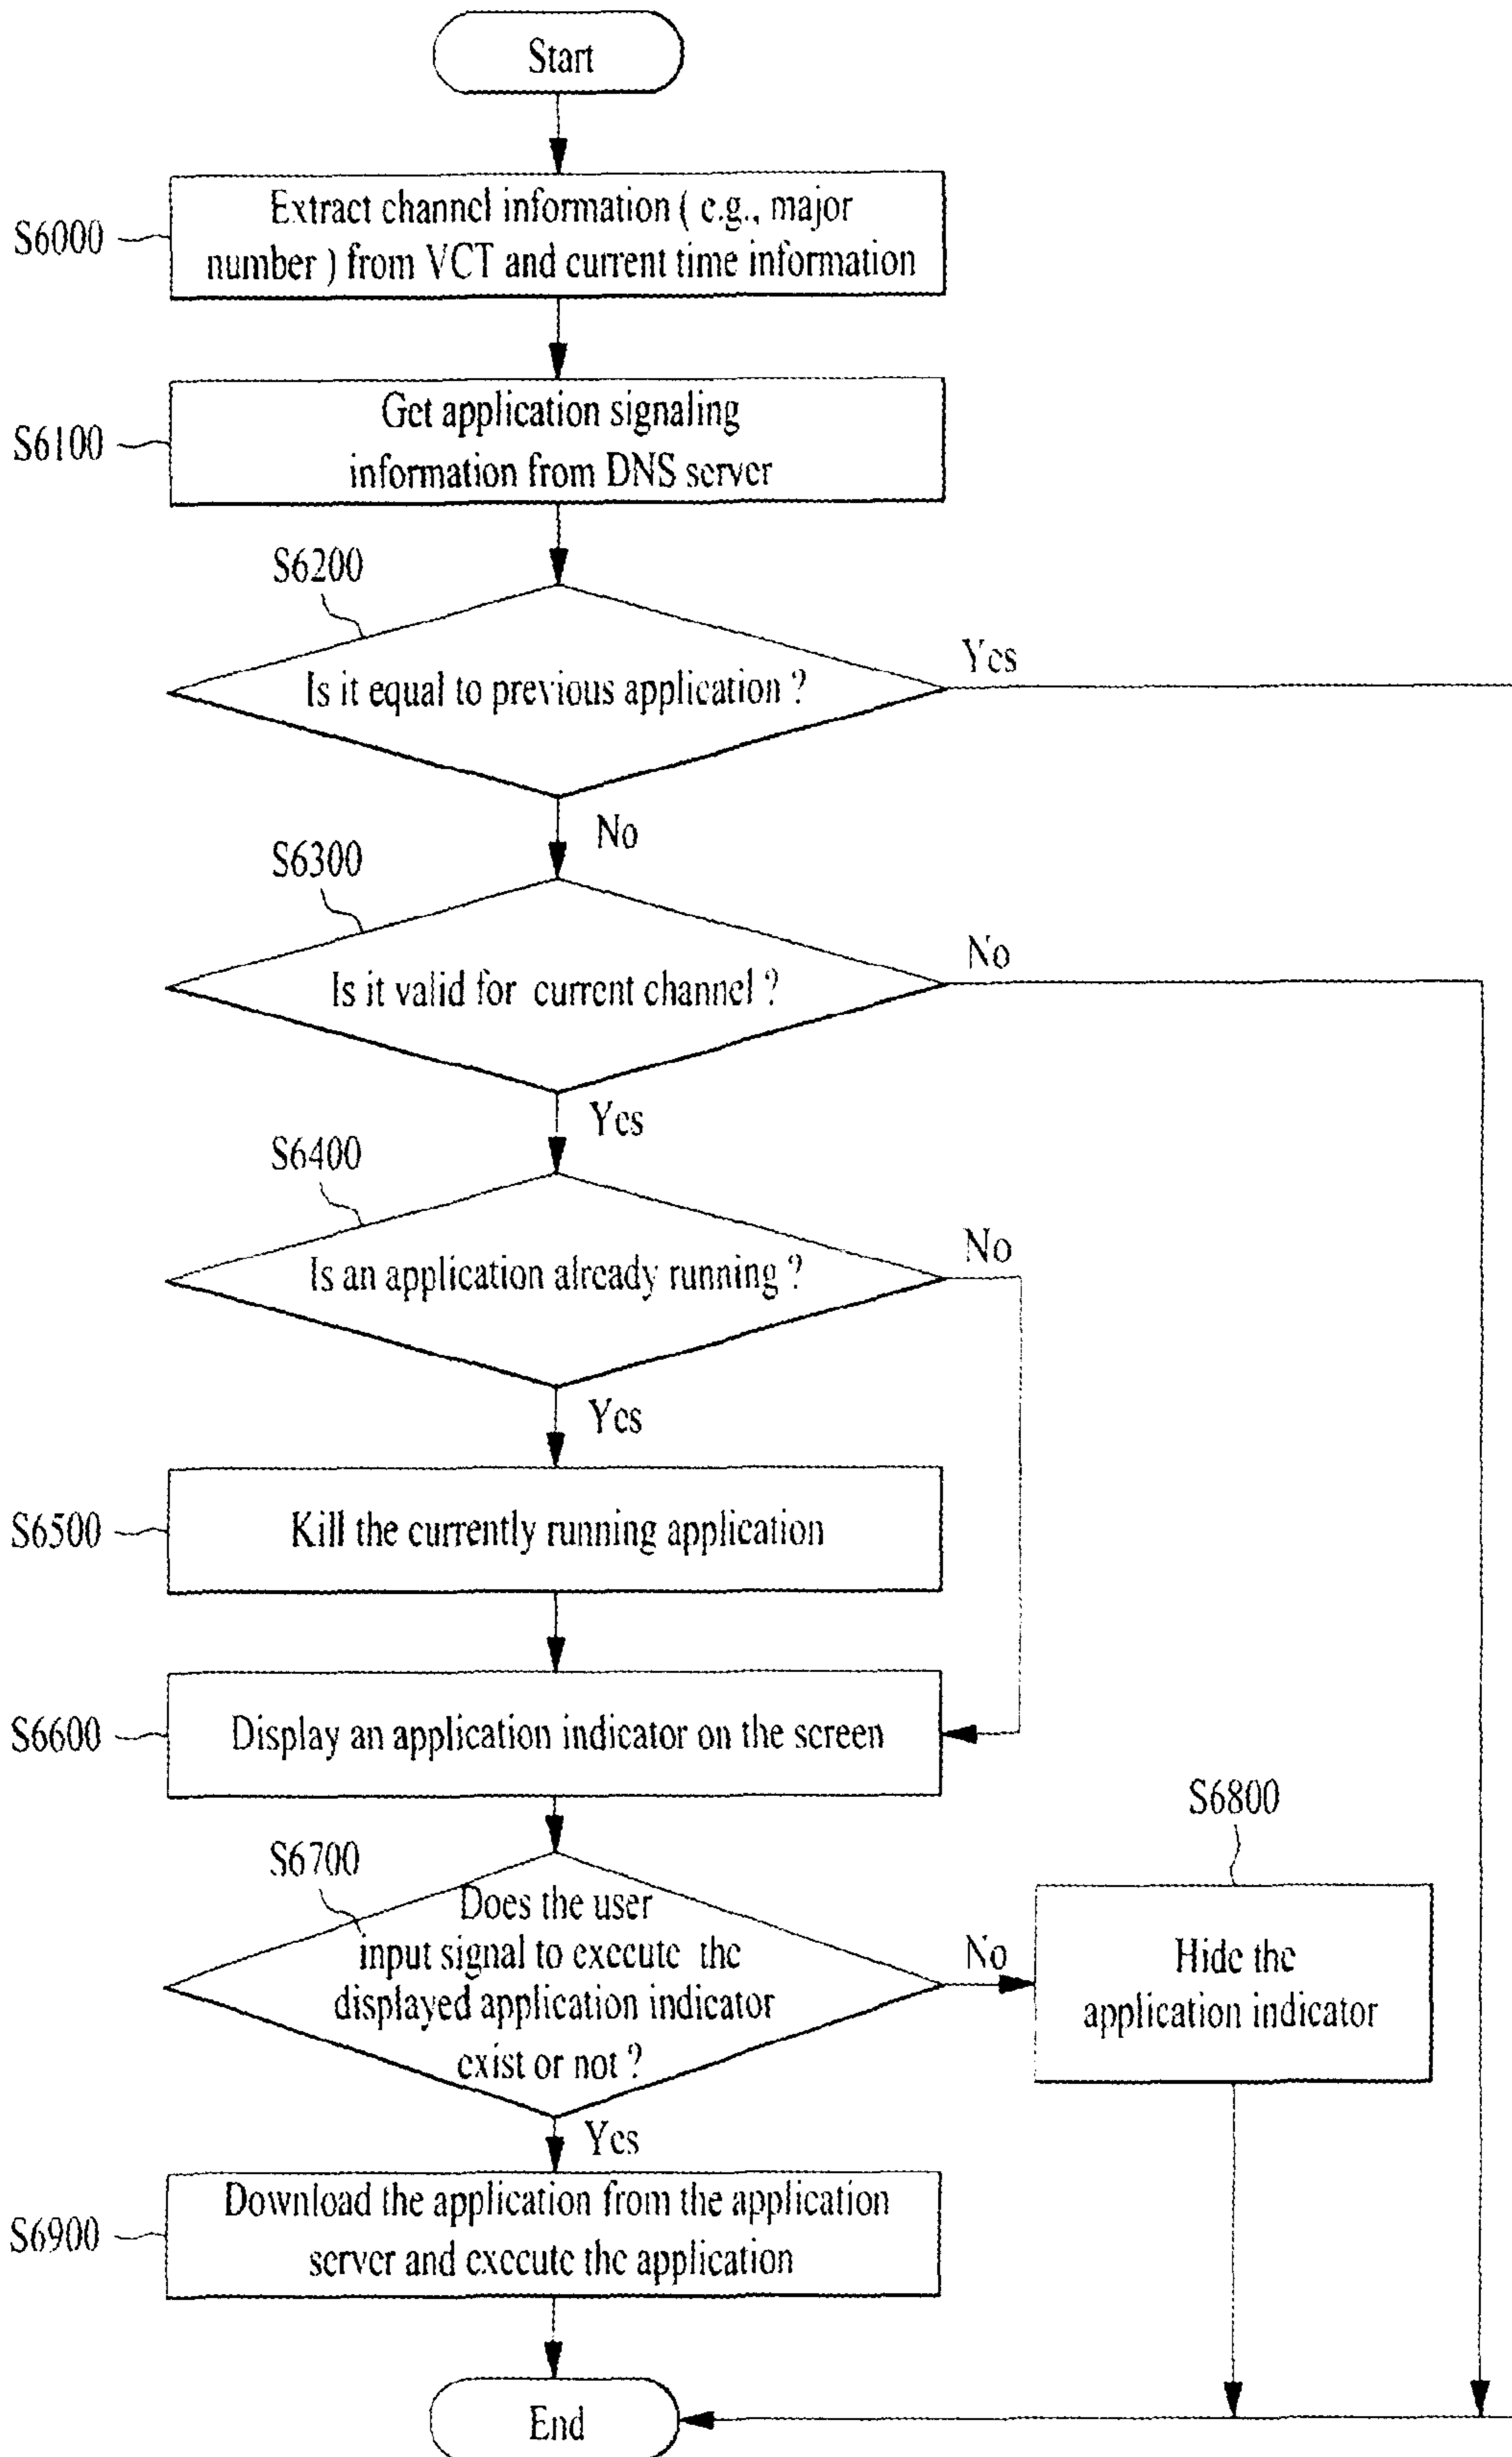 Start
S6000
Extract channel information ( e.g., major
number ) from VCT and current time information
S6100
Get application signaling
information from DNS server
S6200
Is it equal to previous application ?
Yes
No
S6300
Is it valid for current channel ?
No
Yes
S6400
Is an application already running ?
No
Yes
S6500
Kill the currently running application
S6600
Display an application indicator on the screen
S6700
Does the user
input signal to execute the
displayed application indicator
exist or not ?
No
S6800
Hide the
application indicator
Yes
S6900
Download the application from the application
server and execute the application
End